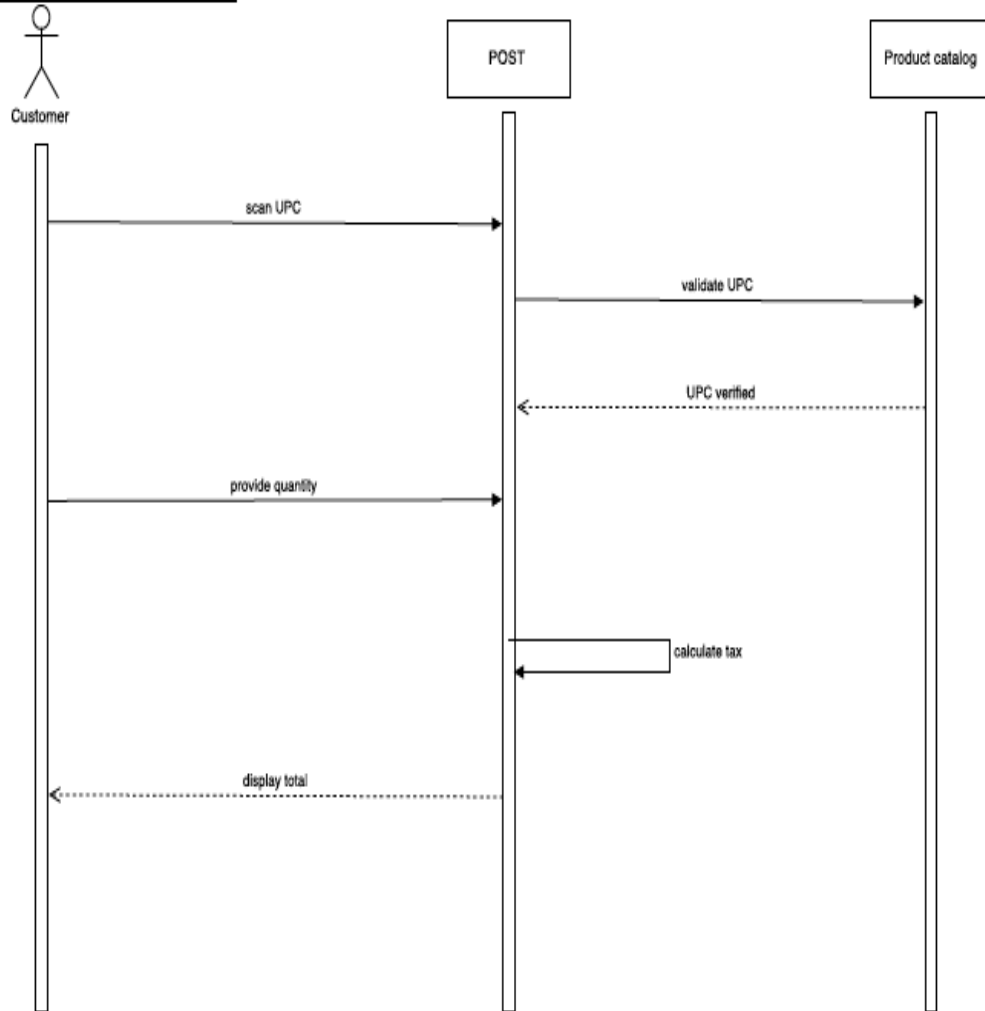 POST
Product catalog
Customer
scan UPC
validate UPC
UPC verified
provide quantity
calculate tax
display total